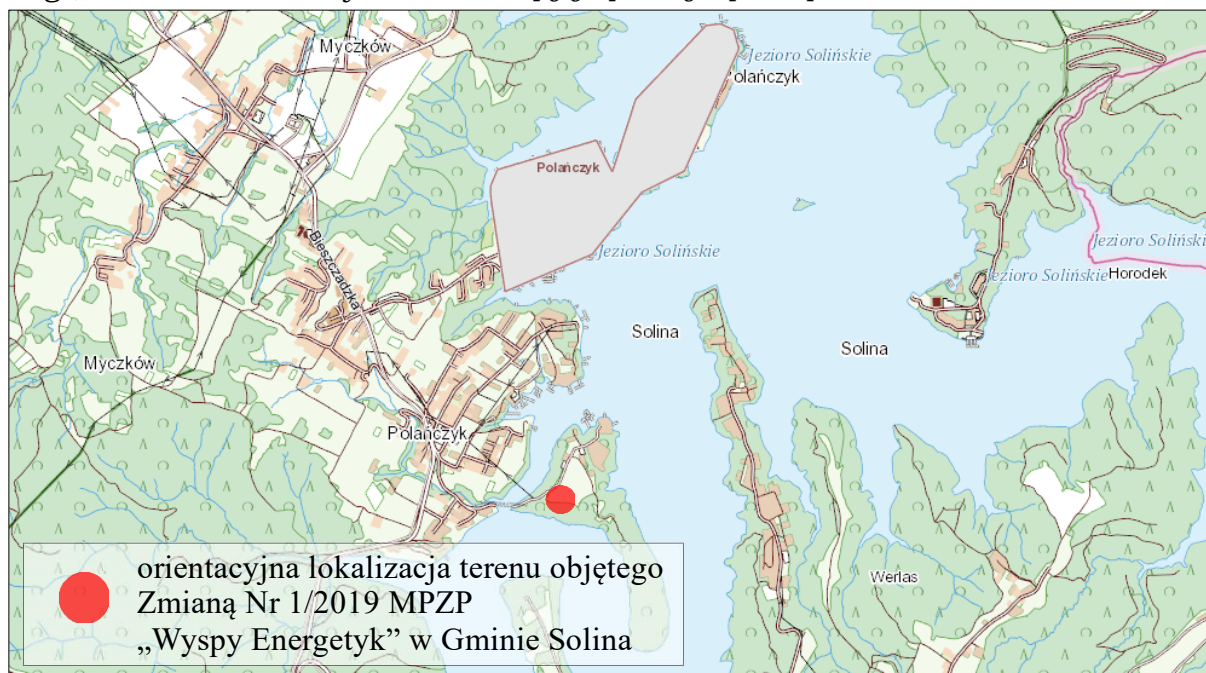 Myczków
Jezioro Solińskie
Polańczyk
Polańczyk
Jezioro Solińskie
Jezioro Solińskie
Jezioro Solińskie
Horodek
Bieszczadzka
Solina
Solina
Myczków
Polańczyk
Werlas
orientacyjna lokalizacja terenu objętego
Zmianą Nr 1/2019 MPZP
„Wyspy Energetyk” w Gminie Solina